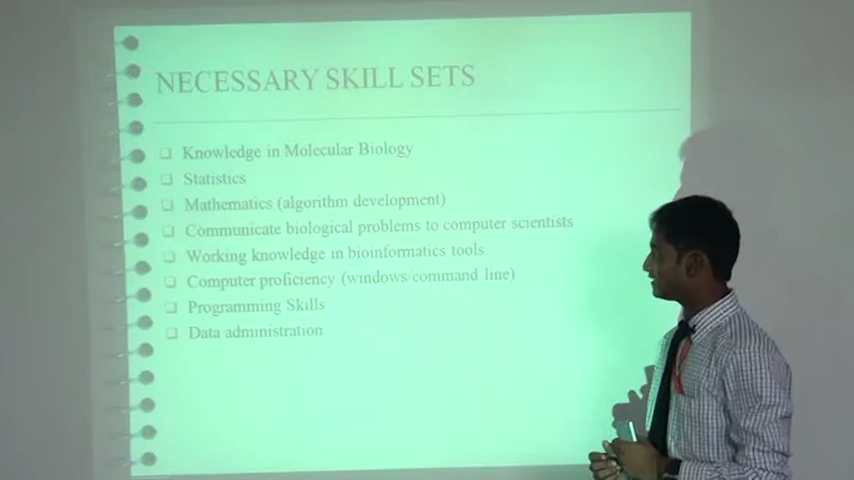 NECESSARY SKILL SETS
Knowledge in Molecular Biology
Statistics
Mathematics (algorithm development)
Communicate biological problems to computer scientists
Working knowledge in bioinformatics tools
Computer proficiency (windows/command line)
Programming Skills
Data administration